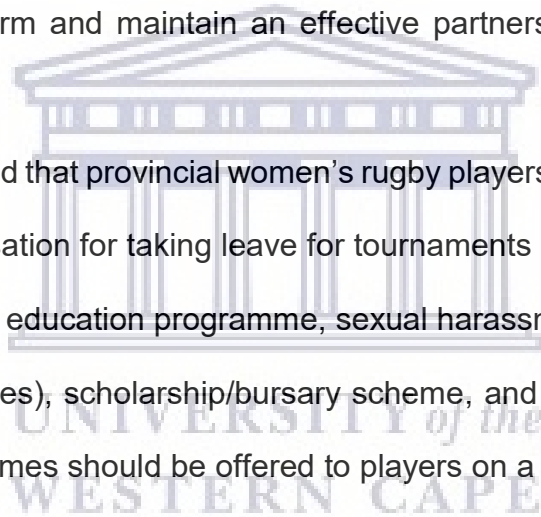 rm and maintain an effective partners
d that provincial women's rugby players
ation for taking leave for tournaments
education programme, sexual harassn
es), scholarship/bursary scheme, and
UNIVERSITY of the
mes should be offered to players on a
WESTERN CAPE